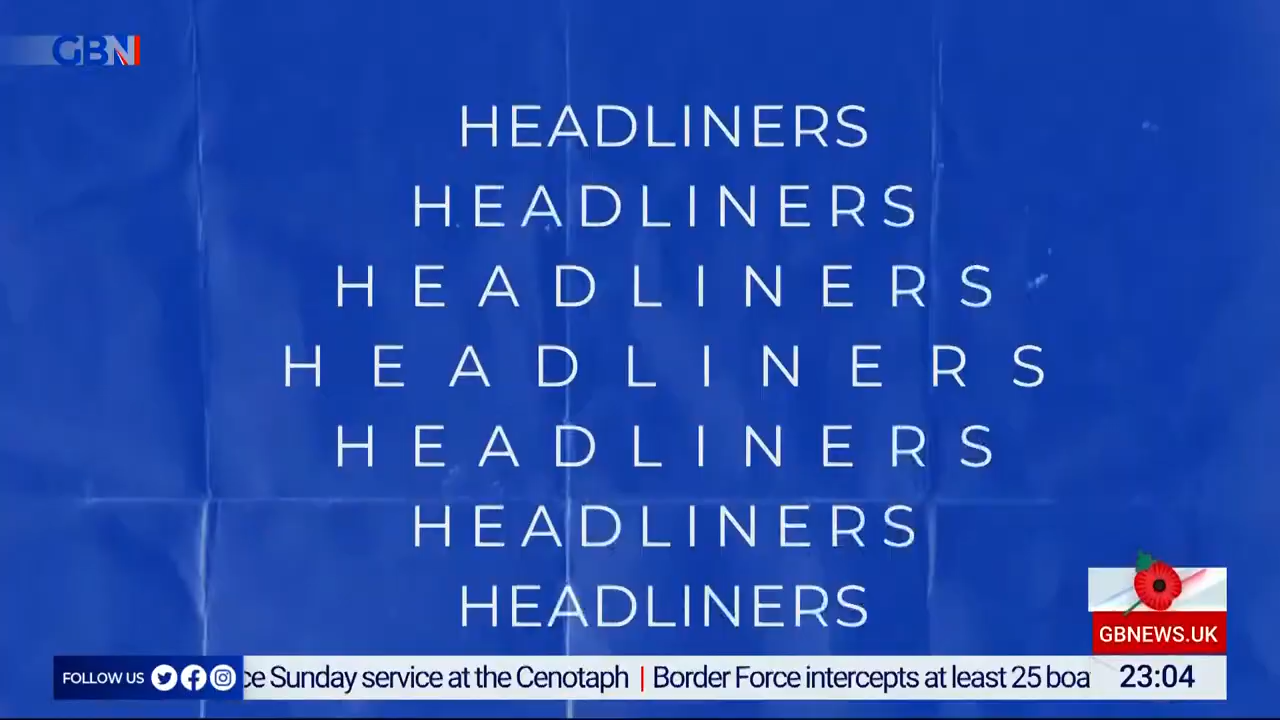 GBN
HEADLINERS
HEADLINERS
HEADLINERS
HEADLINERS
HEADLINERS
HEADLINERS
HEADLINERS
GBNEWS.UK
FOLLOW US ce Sunday service at the Cenotaph | Border Force intercepts at least 25 boa 23:04